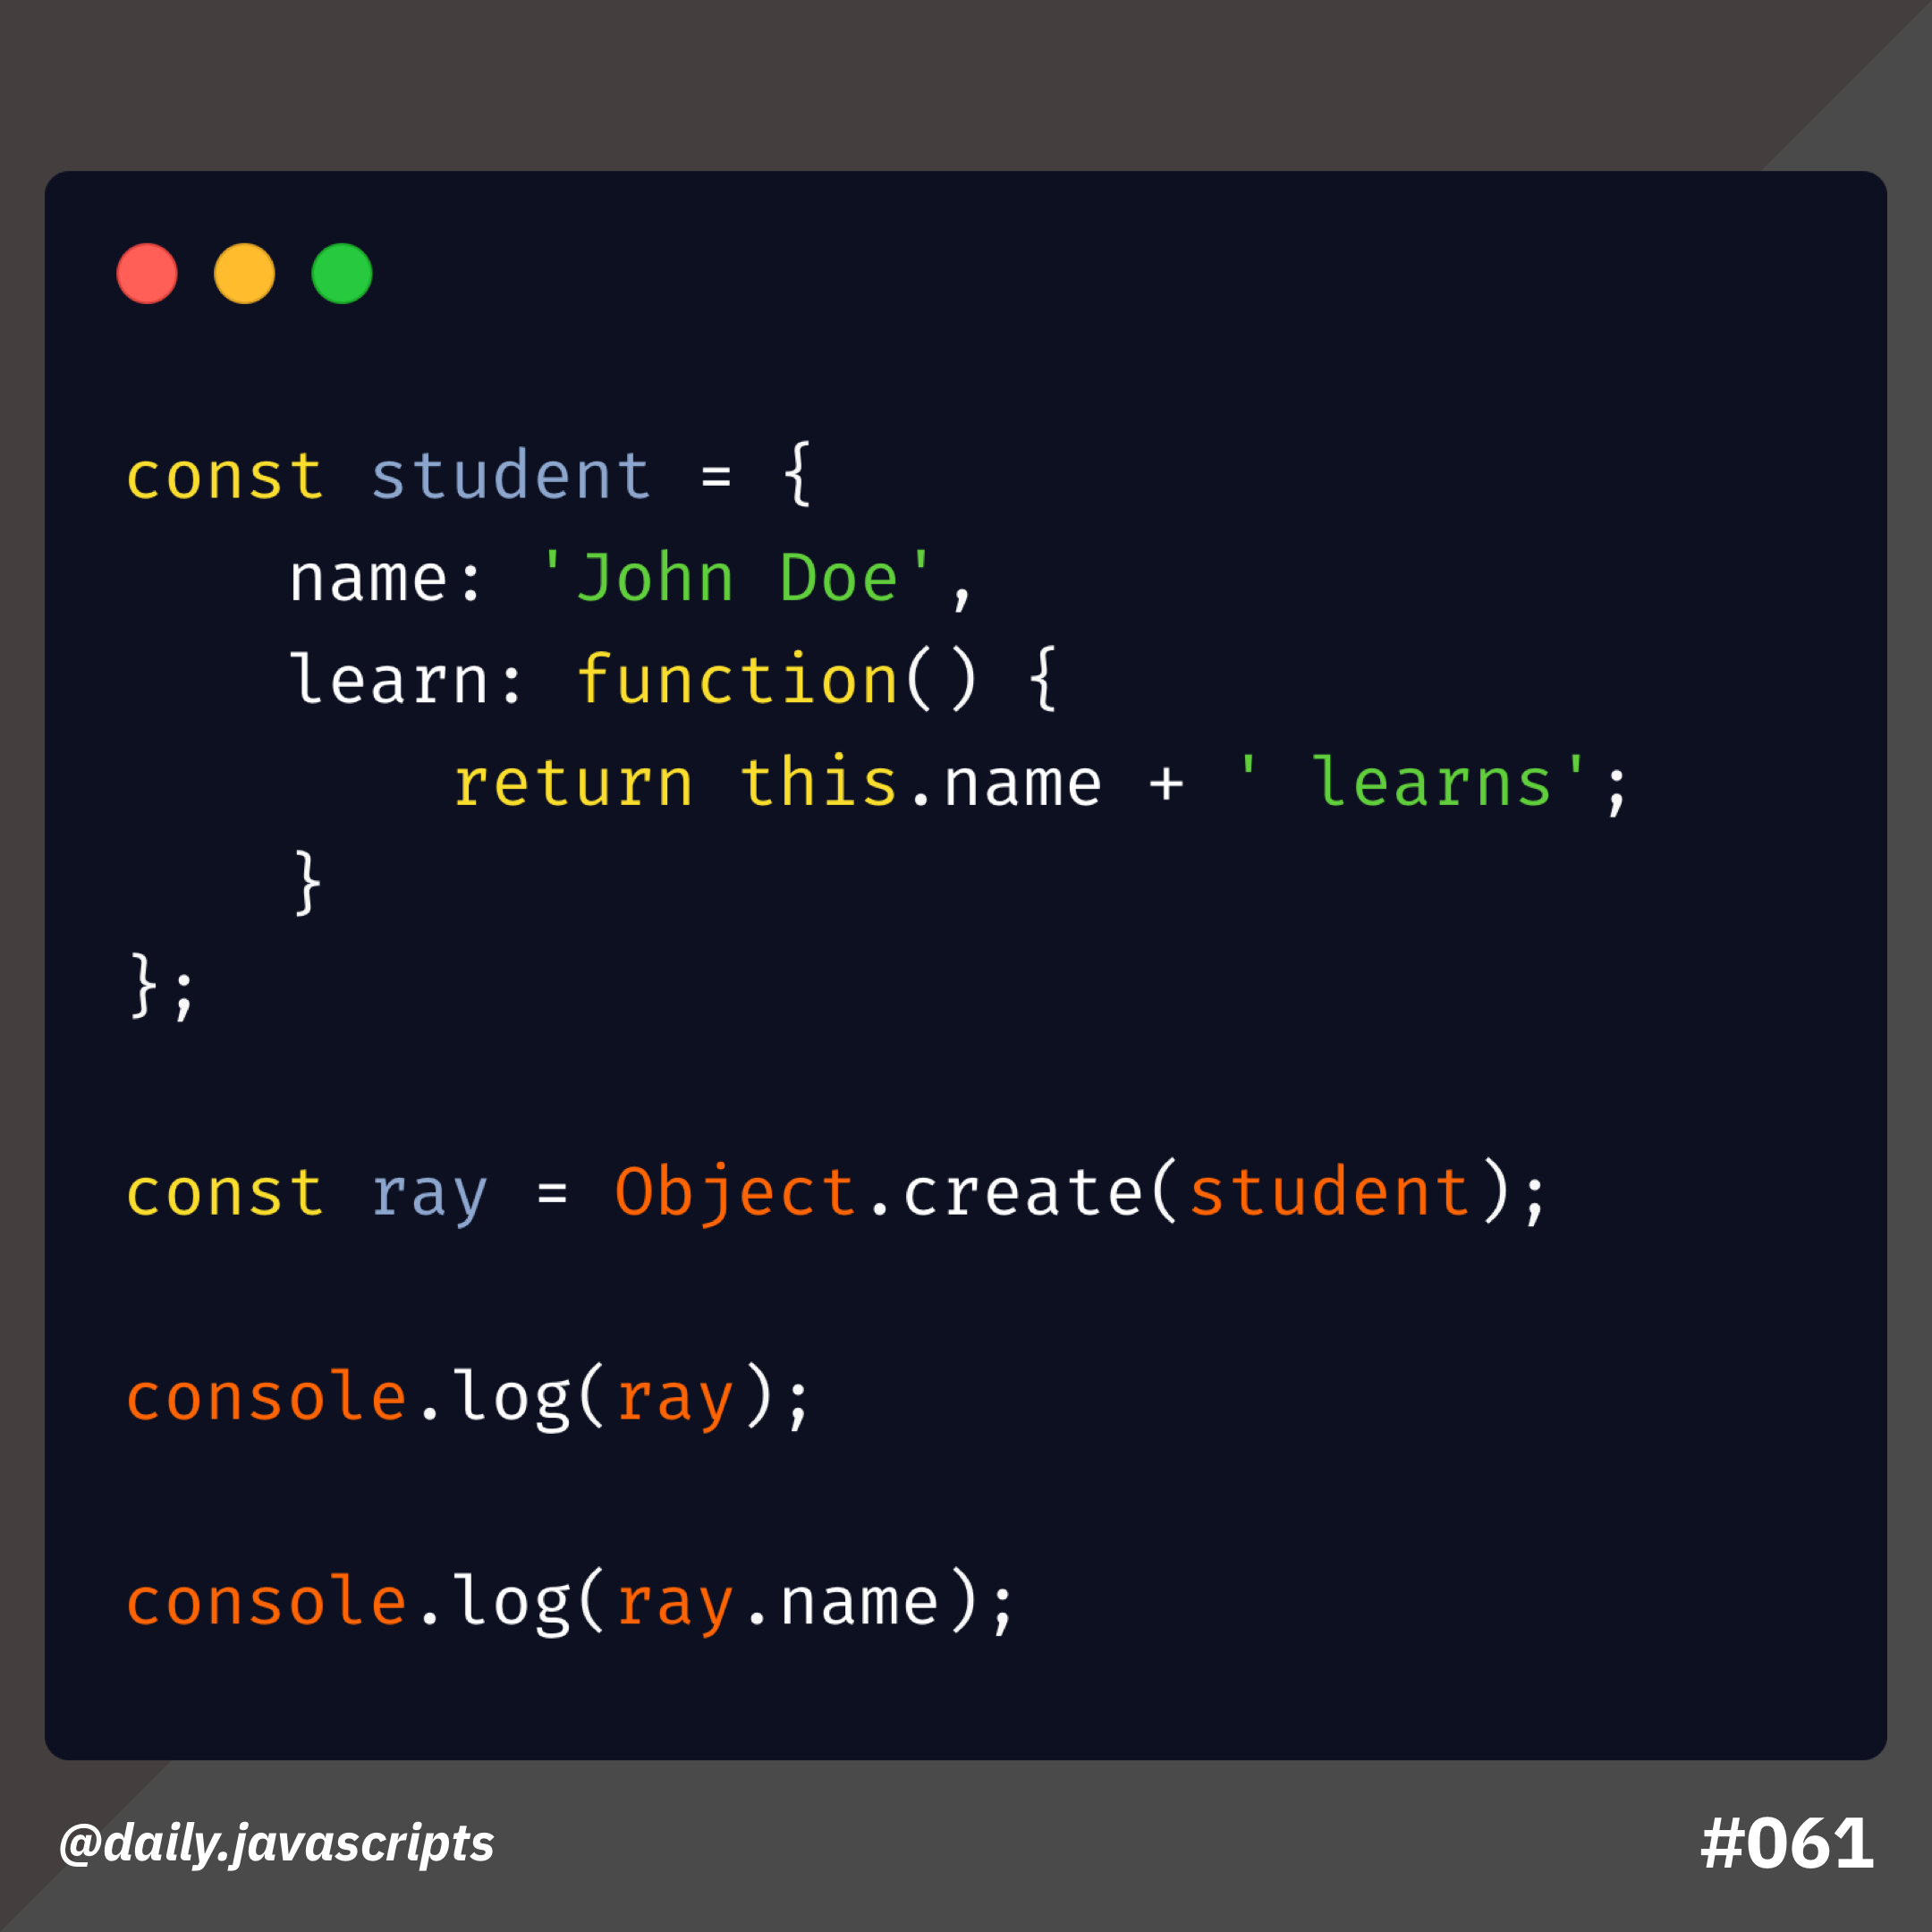 const student = {
    name: 'John Doe',
    learn: function() {
        return this.name + ' learns';
    }
};
const ray = Object.create(student);
console.log(ray);
console.log(ray.name);
@daily.javascripts
#061